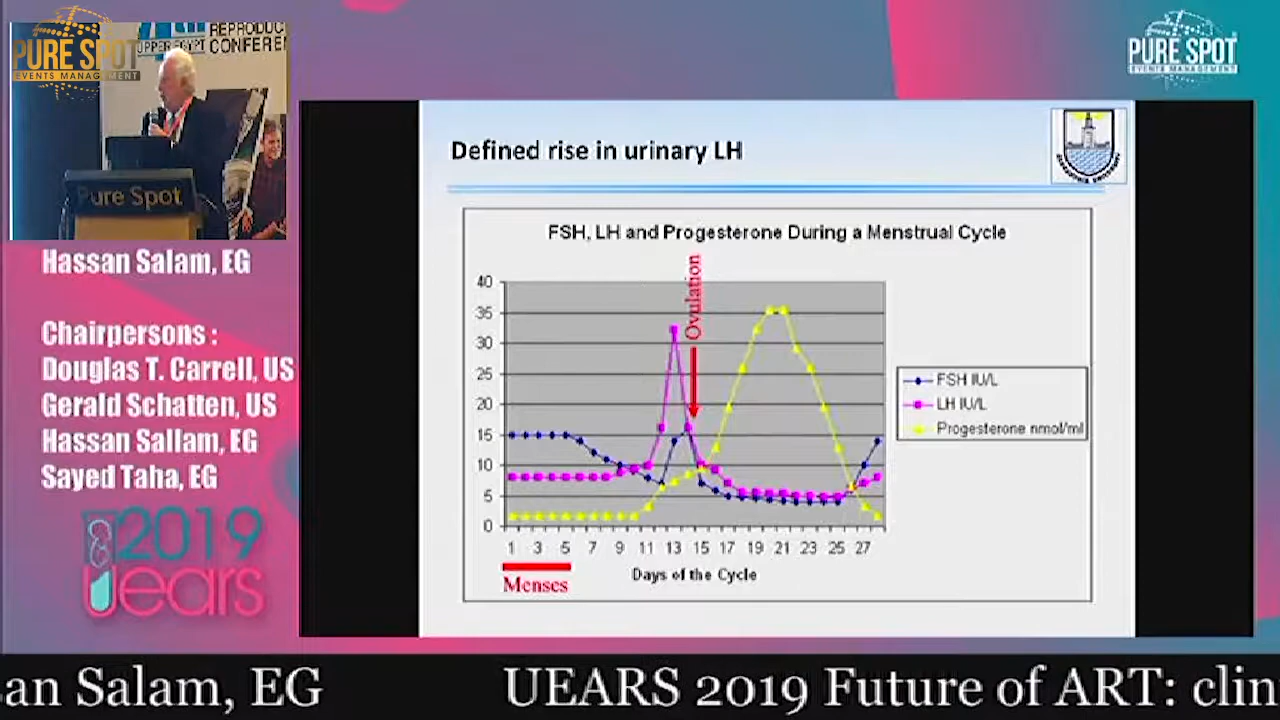 PURE SPOT
EVENTS MANAGEMENT
UPPER EGYPT
REPRODUC
CONFEREN
Pure Spot
PURE SPOT
EVENTS MANAGEMENT
Hassan Salam, EG
Chairpersons :
Douglas T. Carrell, US
Gerald Schatten, US
Hassan Sallam, EG
Sayed Taha, EG
2019
Uears
Defined rise in urinary LH
FSH, LH and Progesterone During a Menstrual Cycle
Ovulation
40
35
30
25
20
15
10
5
0
1 3 5 7 9 11 13 15 17 19 21 23 25 27
Menses
Days of the Cycle
FSH IU/L
LH IU/L
Progesterone nmol/ml
san Salam, EG UEARS 2019 Future of ART: clin